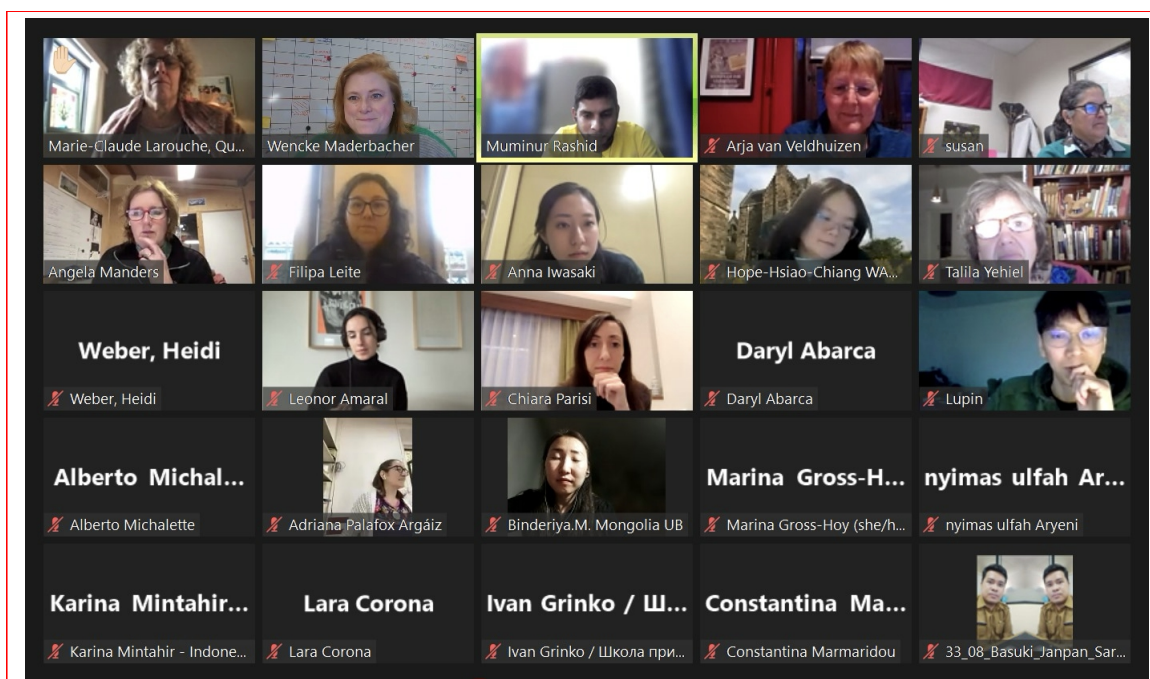 Marie-Claude Larouche, Qu...
Wencke Maderbacher
Muminur Rashid
Arja van Veldhuizen
susan
Angela Manders
Filipa Leite
Anna Iwasaki
Hope-Hsiao-Chiang WA...
Talila Yehiel
Weber, Heidi
Weber, Heidi
Leonor Amaral
Chiara Parisi
Daryl Abarca
Daryl Abarca
Lupin
Alberto Michal...
Alberto Michalette
Adriana Palafox Argáiz
Binderiya.M. Mongolia UB
Marina Gross-H...
Marina Gross-Hoy (she/h...
nyimas ulfah Ar...
nyimas ulfah Aryeni
Karina Mintahir...
Karina Mintahir - Indone...
Lara Corona
Lara Corona
Ivan Grinko / Ш...
Ivan Grinko / Школа при...
Constantina Ma...
Constantina Marmaridou
33_08_Basuki_Janpan_Sar...